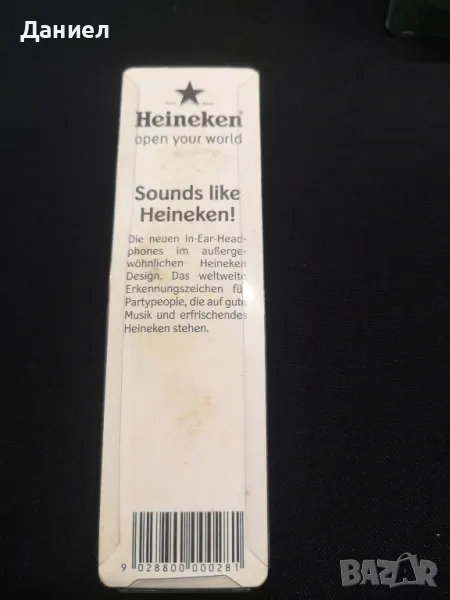 Даниел
Heineken
open your world
Sounds like
Heineken!
Die neuen In-Ear-Head-
phones im außerge-
wöhnlichen Heineken
Design. Das weltweite
Erkennungszeichen für
Partypeople, die auf gute
Musik und erfrischendes
Heineken stehen.
9 028800 000281
BAZAR